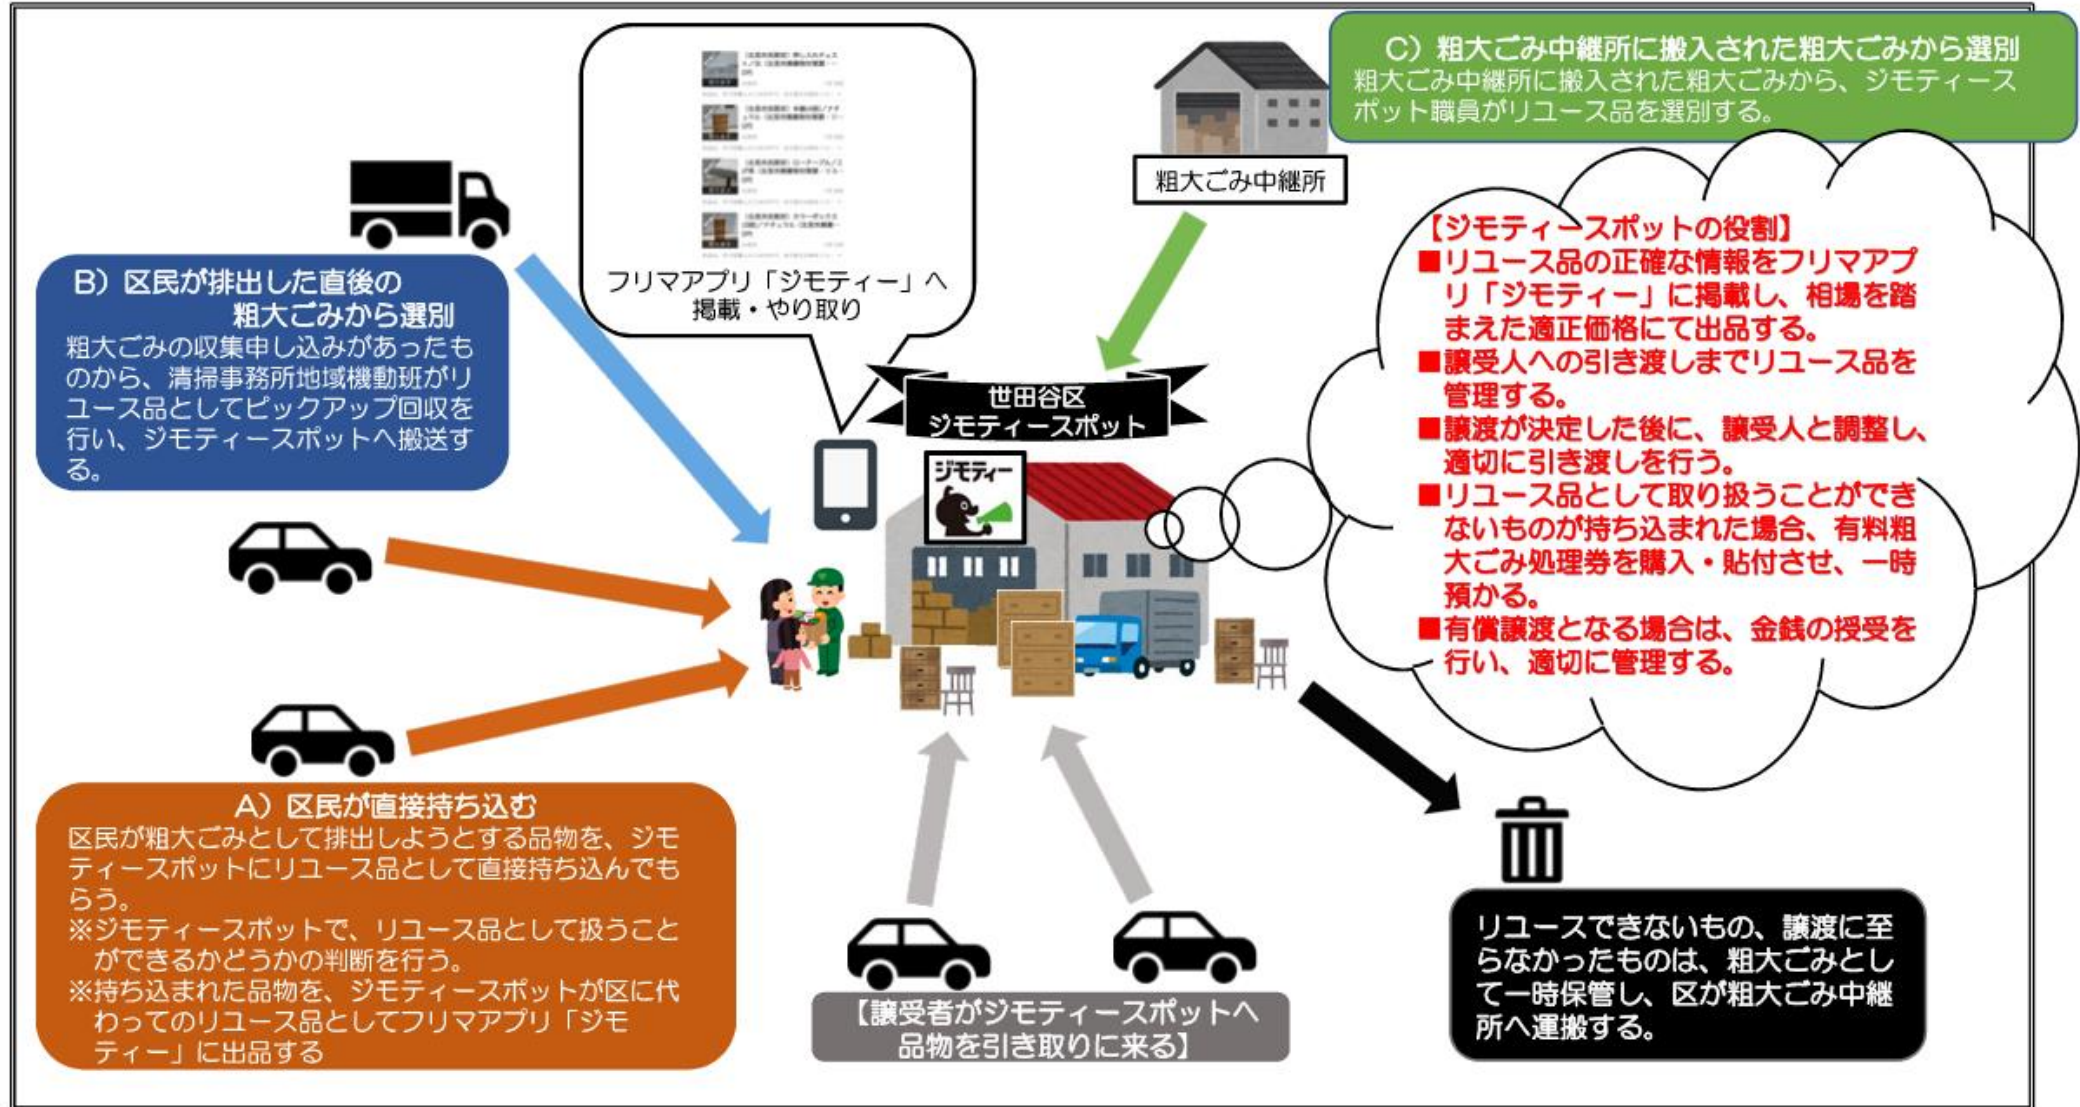 C）粗大ごみ中継所に搬入された粗大ごみから選別
粗大ごみ中継所に搬入された粗大ごみから、ジモティース
ポット職員がリユース品を選別する。
粗大ごみ中継所
フリマアプリ「ジモティー」へ
掲載・やり取り
B）区民が排出した直後の
粗大ごみから選別
粗大ごみの収集申し込みがあったも
のから、清掃事務所地域機動班がリ
ユース品としてピックアップ回収を
行い、ジモティースポットへ搬送す
る。
世田谷区
ジモティースポット
ジモティー
【ジモティースポットの役割】
■リユース品の正確な情報をフリマアプ
リ「ジモティー」に掲載し、相場を踏
まえた適正価格にて出品する。
■譲受人への引き渡しまでリユース品を
管理する。
■譲渡が決定した後に、譲受人と調整し、
適切に引き渡しを行う。
■リユース品として取り扱うことができ
ないものが持ち込まれた場合、有料粗
大ごみ処理券を購入・貼付させ、一時
預かる。
■有償譲渡となる場合は、金銭の授受を
行い、適切に管理する。
A）区民が直接持ち込む
区民が粗大ごみとして排出しようとする品物を、ジモ
ティースポットにリユース品として直接持ち込んでも
らう。
※ジモティースポットで、リユース品として扱うこと
ができるかどうかの判断を行う。
※持ち込まれた品物を、ジモティースポットが区に代
わってのリユース品としてフリマアプリ「ジモ
ティー」に出品する
【譲受者がジモティースポットへ
品物を引き取りに来る】
リユースできないもの、譲渡に至
らなかったものは、粗大ごみとし
て一時保管し、区が粗大ごみ中継
所へ運搬する。